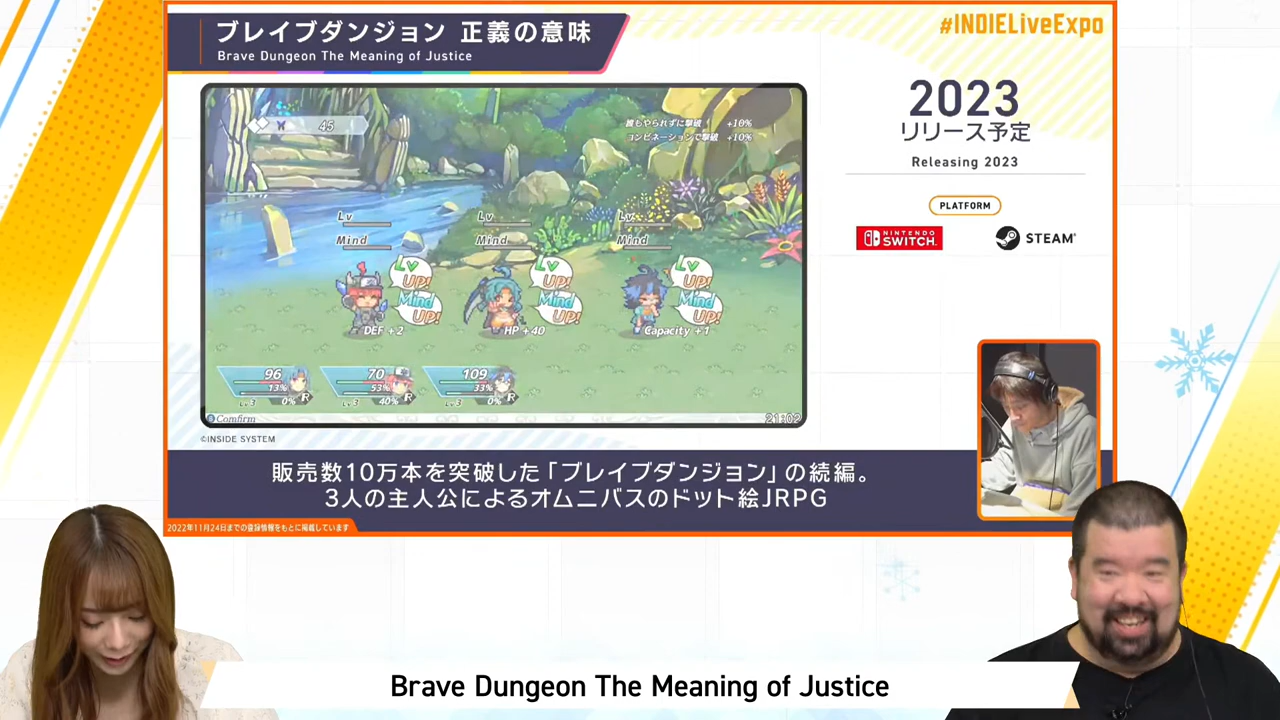 ブレイブダンジョン 正義の意味
Brave Dungeon The Meaning of Justice
#INDIELiveExpo
2023
リリース予定
Releasing 2023
PLATFORM
NINTENDO
SWITCH.
STEAM®
45
誰もやられずに撃破 +10%
コンビネーションで撃破 +10%
Lv Lv Lv
Mind Mind Mind
Lv UP! Lv UP! Lv UP!
Mind UP! Mind UP! Mind UP!
DEF +2 HP +40 Capacity +1
96 70 109
13% 53% 33%
Lv 3 0% R Lv 3 40% R Lv 3 0% R
Comfirm 21:02
©INSIDE SYSTEM
販売数10万本を突破した「ブレイブダンジョン」の続編。
3人の主人公によるオムニバスのドット絵JRPG
2022年11月24日までの登録情報をもとに掲載しています
Brave Dungeon The Meaning of Justice